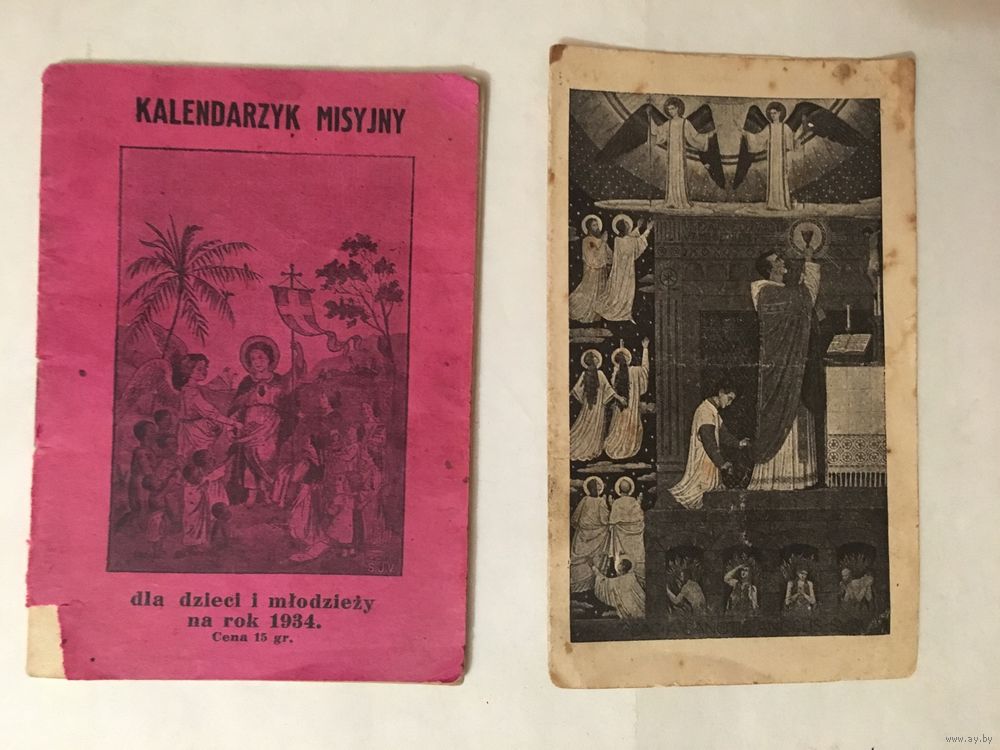 KALENDARZYK MISYJNY
S.J.V.
dla dzieci i młodzieży
na rok 1934.
Cena 15 gr.
www.ay.by